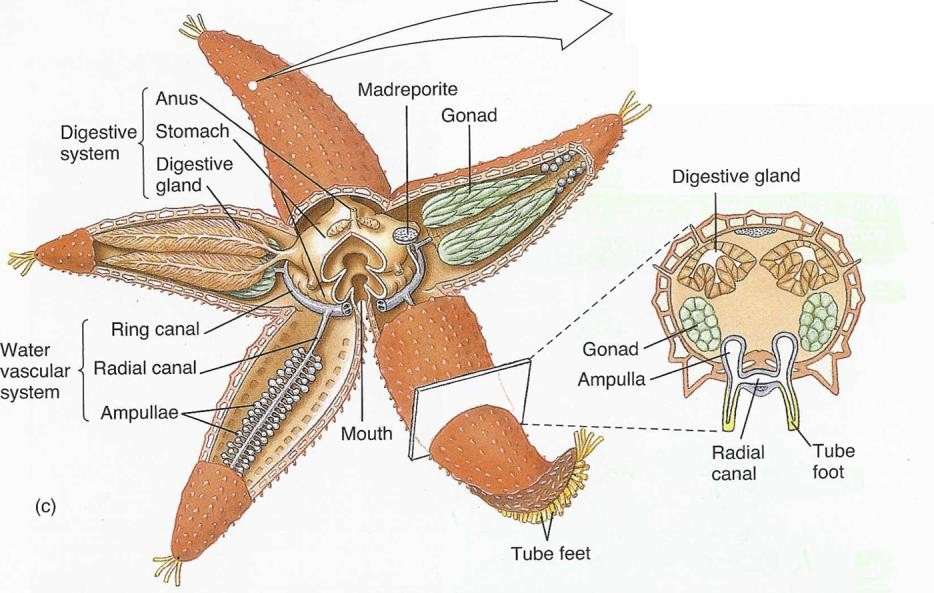 Anus
Stomach
Digestive
gland
Digestive
system
Madreporite
Gonad
Ring canal
Radial canal
Ampullae
Water
vascular
system
Mouth
Tube feet
(c)
Digestive gland
Gonad
Ampulla
Radial
canal
Tube
foot